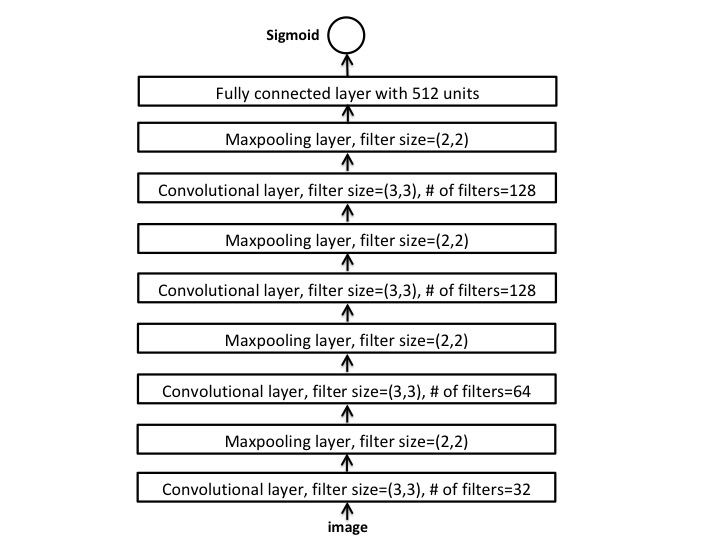 Sigmoid
Fully connected layer with 512 units
Maxpooling layer, filter size=(2,2)
Convolutional layer, filter size=(3,3), # of filters=128
Maxpooling layer, filter size=(2,2)
Convolutional layer, filter size=(3,3), # of filters=128
Maxpooling layer, filter size=(2,2)
Convolutional layer, filter size=(3,3), # of filters=64
Maxpooling layer, filter size=(2,2)
Convolutional layer, filter size=(3,3), # of filters=32
image